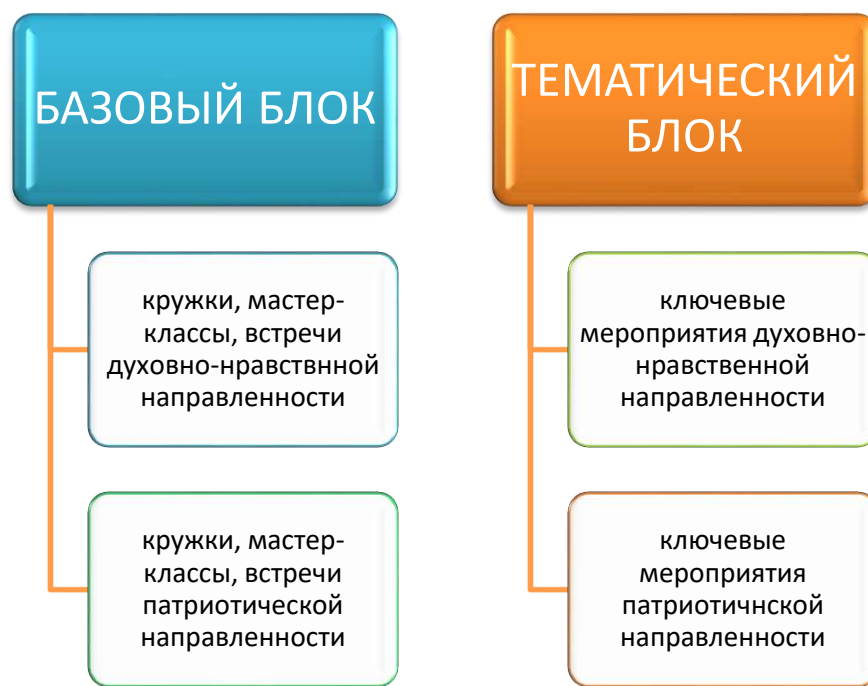 БАЗОВЫЙ БЛОК
кружки, мастер-
классы, встречи
духовно-нравствнной
направленности
кружки, мастер-
классы, встречи
патриотической
направленности
ТЕМАТИЧЕСКИЙ
БЛОК
ключевые
мероприятия духовно-
нравственной
направленности
ключевые
мероприятия
патриотичнской
направленности